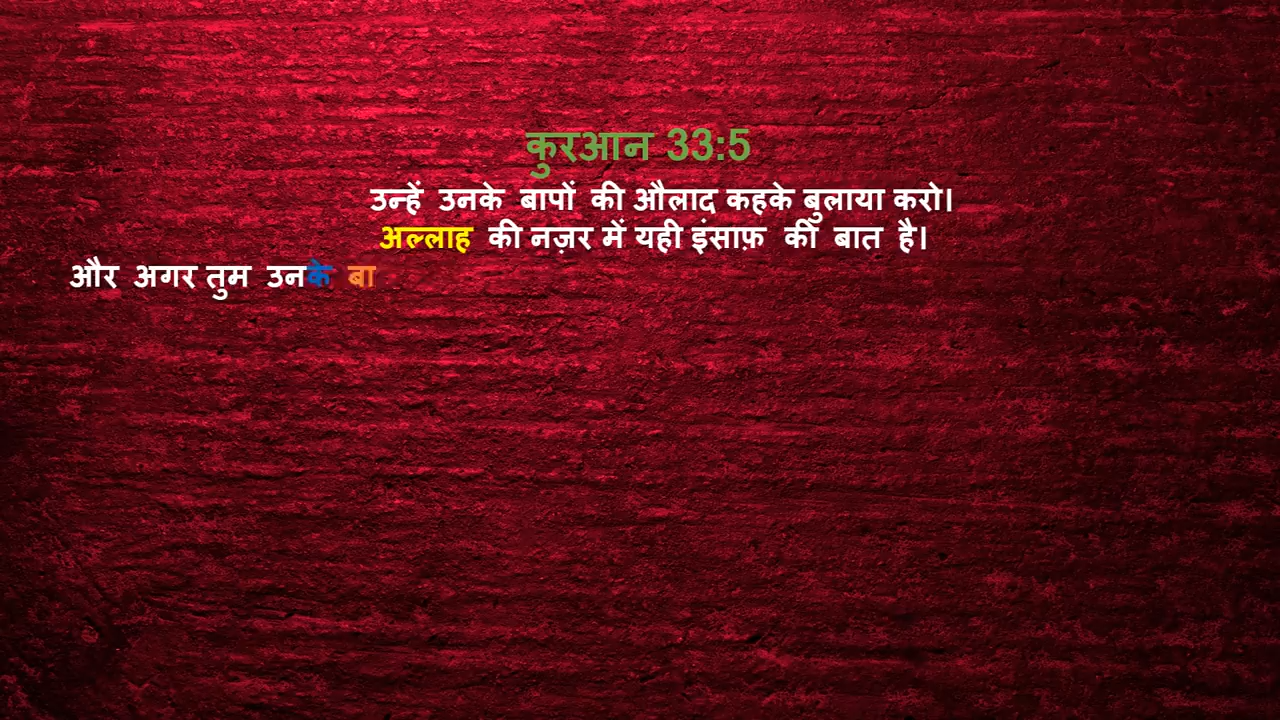 कुरआन 33:5
उन्हें उनके बापों की औलाद कहके बुलाया करो।
अल्लाह की नज़र में यही इंसाफ़ की बात है।
और अगर तुम उनके बा